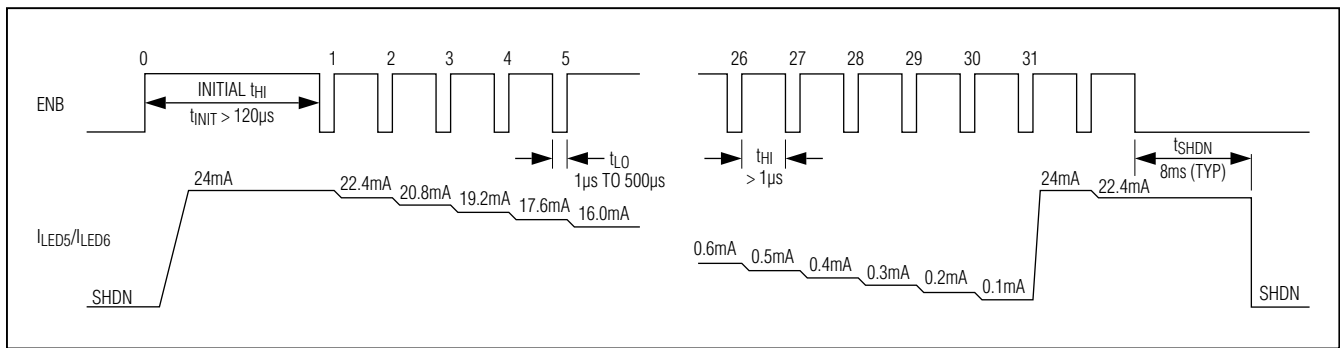 0 1 2 3 4 5 26 27 28 29 30 31
ENB
INITIAL tHI
tINIT > 120µs
tLO
1µs TO 500µs
tHI
> 1µs
tSHDN
8ms (TYP)
24mA
22.4mA
20.8mA
19.2mA
17.6mA
16.0mA
24mA
22.4mA
ILED5/ILED6
0.6mA
0.5mA
0.4mA
0.3mA
0.2mA
0.1mA
SHDN
SHDN